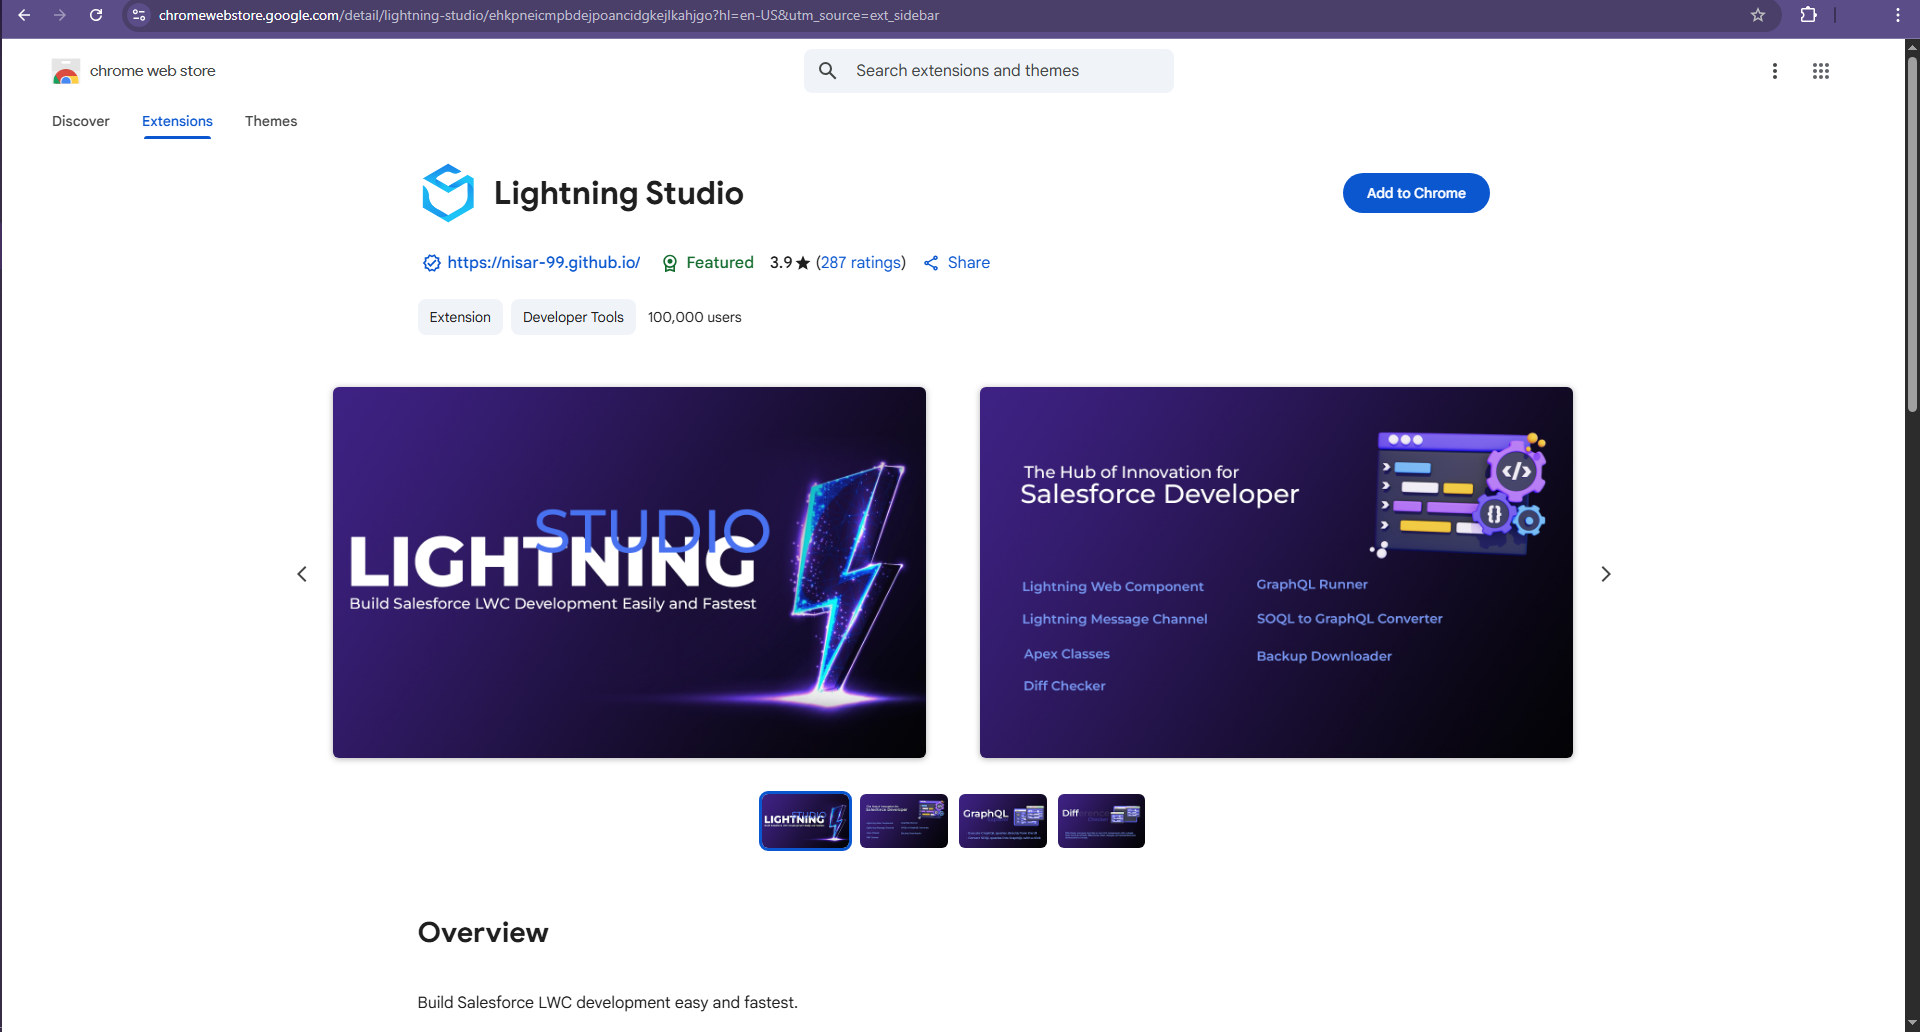 chromewebstore.google.com/detail/lightning-studio/ehkpneicmpbdejpoancidgkejlkahjgo?hl=en-US&utm_source=ext_sidebar
chrome web store
Search extensions and themes
Discover
Extensions
Themes
Lightning Studio
Add to Chrome
https://nisar-99.github.io/
Featured
3.9★ (287 ratings)
Share
Extension
Developer Tools
100,000 users
STUDIO
LIGHTNING
Build Salesforce LWC Development Easily and Fastest
The Hub of Innovation for
Salesforce Developer
</>
{}
Lightning Web Component
Lightning Message Channel
Apex Classes
Diff Checker
GraphQL Runner
SOQL to GraphQL Converter
Backup Downloader
STUDIO
LIGHTNING
GraphQL
Overview
Build Salesforce LWC development easy and fastest.